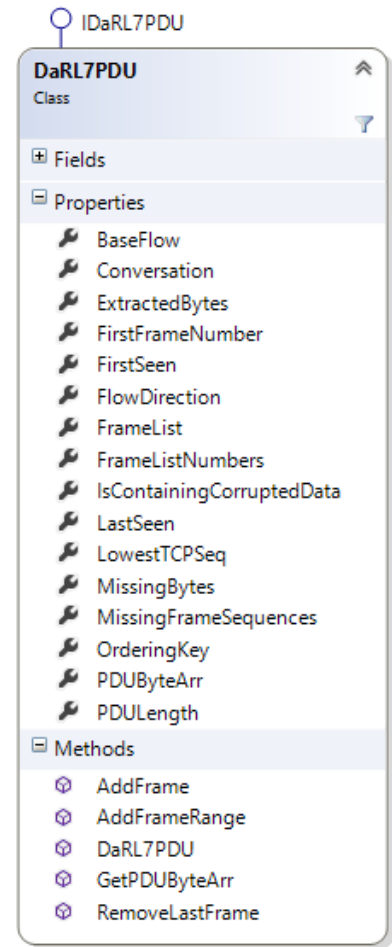 IDaRL7PDU
DaRL7PDU
Class
Fields
Properties
BaseFlow
Conversation
ExtractedBytes
FirstFrameNumber
FirstSeen
FlowDirection
FrameList
FrameListNumbers
IsContainingCorruptedData
LastSeen
LowestTCPSeq
MissingBytes
MissingFrameSequences
OrderingKey
PDUByteArr
PDULength
Methods
AddFrame
AddFrameRange
DaRL7PDU
GetPDUByteArr
RemoveLastFrame